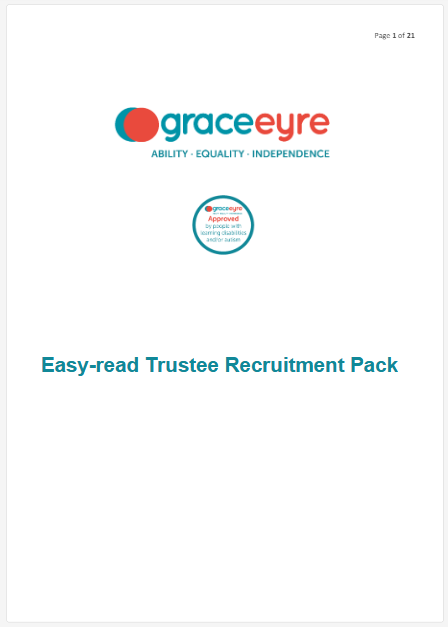 Page 1 of 21
graceeyre
ABILITY · EQUALITY · INDEPENDENCE
graceeyre
Approved
by people with
learning disabilities
and/or autism
Easy-read Trustee Recruitment Pack